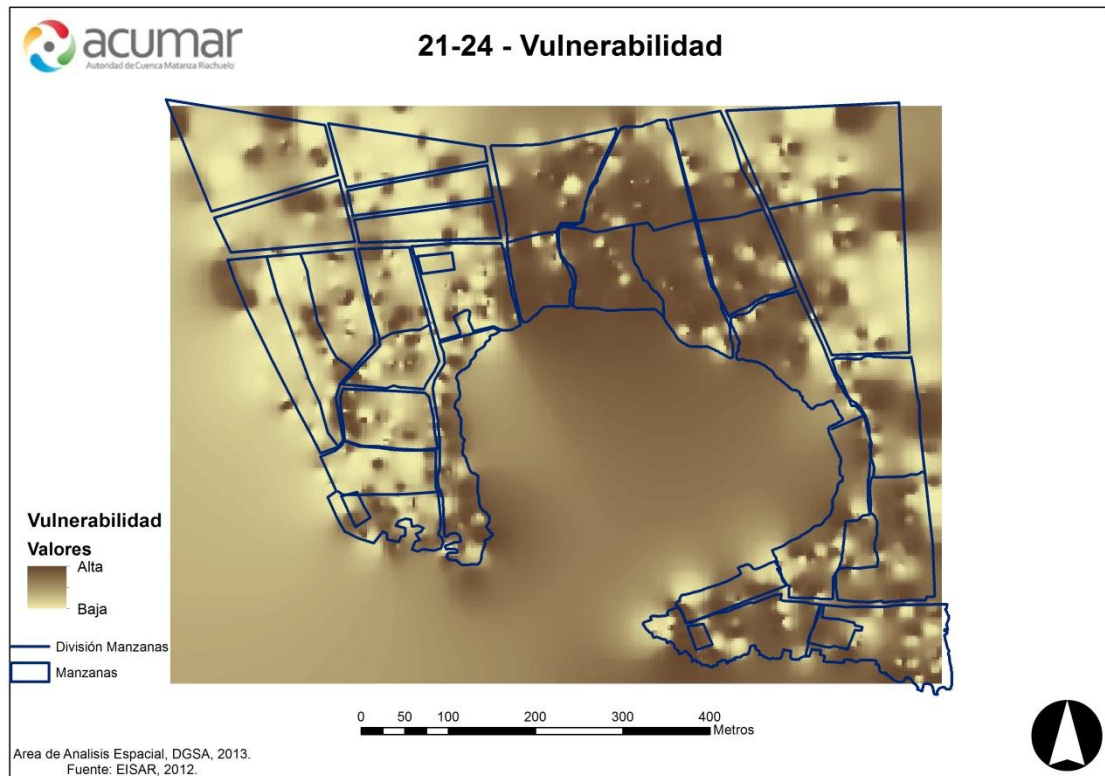 acumar
Autoridad de Cuenca Matanza Riachuelo
21-24 - Vulnerabilidad
Vulnerabilidad
Valores
Alta
Baja
División Manzanas
Manzanas
0 50 100 200 300 400
Metros
Area de Analisis Espacial, DGSA, 2013.
Fuente: EISAR, 2012.